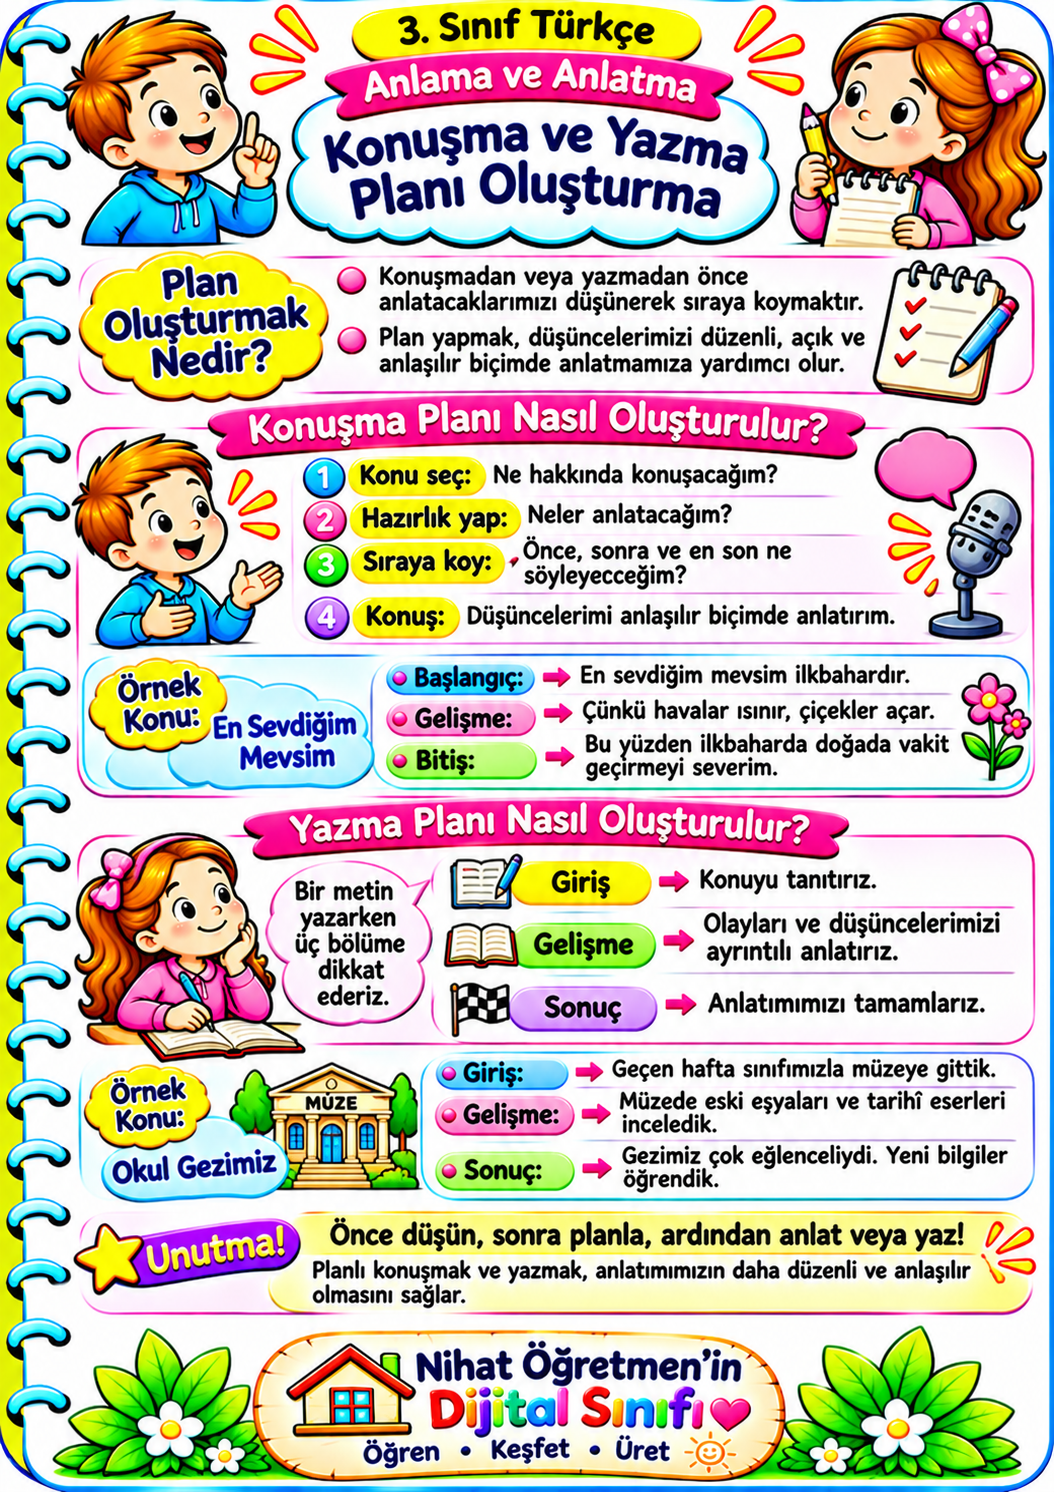 3. Sınıf Türkçe
Anlama ve Anlatma
Konuşma ve Yazma
Planı Oluşturma
Plan
Oluşturmak
Nedir?
Konuşmadan veya yazmadan önce
anlatacaklarımızı düşünerek sıraya koymaktır.
Plan yapmak, düşüncelerimizi düzenli, açık ve
anlaşılır biçimde anlatmamıza yardımcı olur.
Konuşma Planı Nasıl Oluşturulur?
1 Konu seç: Ne hakkında konuşacağım?
2 Hazırlık yap: Neler anlatacağım?
3 Sıraya koy: Önce, sonra ve en son ne
söyleyecceğim?
4 Konuş: Düşüncelerimi anlaşılır biçimde anlatırım.
Örnek
Konu:
En Sevdiğim
Mevsim
Başlangıç: En sevdiğim mevsim ilkbahardır.
Gelişme: Çünkü havalar ısınır, çiçekler açar.
Bitiş: Bu yüzden ilkbaharda doğada vakit
geçirmeyi severim.
Yazma Planı Nasıl Oluşturulur?
Bir metin
yazarken
üç bölüme
dikkat
ederiz.
Giriş Konuyu tanıtırız.
Gelişme Olayları ve düşüncelerimizi
ayrıntılı anlatırız.
Sonuç Anlatımımızı tamamlarız.
Örnek
Konu:
Okul Gezimiz
MÜZE
Giriş: Geçen hafta sınıfımızla müzeye gittik.
Gelişme: Müzede eski eşyaları ve tarihî eserleri
inceledik.
Sonuç: Gezimiz çok eğlenceliydi. Yeni bilgiler
öğrendik.
Unutma!
Önce düşün, sonra planla, ardından anlat veya yaz!
Planlı konuşmak ve yazmak, anlatımımızın daha düzenli ve anlaşılır
olmasını sağlar.
Nihat Öğretmen'in
Dijital Sınıfı
Öğren • Keşfet • Üret